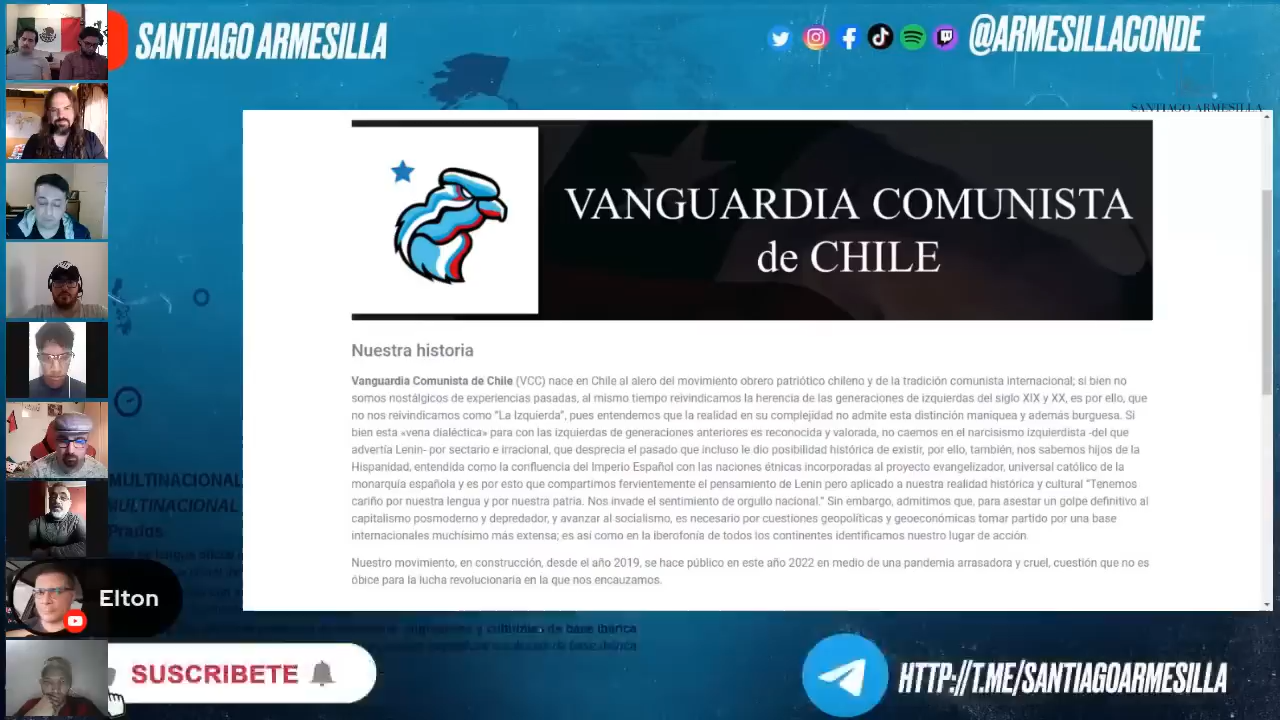 SANTIAGO ARMESILLA
@ARMESILLACONDE
SANTIAGO ARMESILLA
VANGUARDIA COMUNISTA
de CHILE
Nuestra historia
Vanguardia Comunista de Chile (VCC) nace en Chile al alero del movimiento obrero patriótico chileno y de la tradición comunista internacional; si bien no
somos nostálgicos de experiencias pasadas, al mismo tiempo reivindicamos la herencia de las generaciones de izquierdas del siglo XIX y XX, es por ello, que
no nos reivindicamos como “La Izquierda”, pues entendemos que la realidad en su complejidad no admite esta distinción maniquea y además burguesa. Si
bien esta «vena dialéctica» para con las izquierdas de generaciones anteriores es reconocida y valorada, no caemos en el narcisismo izquierdista -del que
advertía Lenin- por sectario e irracional, que desprecia el pasado que incluso le dio posibilidad histórica de existir, por ello, también, nos sabemos hijos de la
Hispanidad, entendida como la confluencia del Imperio Español con las naciones étnicas incorporadas al proyecto evangelizador, universal católico de la
monarquía española y es por esto que compartimos fervientemente el pensamiento de Lenin pero aplicado a nuestra realidad histórica y cultural “Tenemos
cariño por nuestra lengua y por nuestra patria. Nos invade el sentimiento de orgullo nacional.” Sin embargo, admitimos que, para asestar un golpe definitivo al
capitalismo posmoderno y depredador, y avanzar al socialismo, es necesario por cuestiones geopolíticas y geoeconómicas tomar partido por una base
internacionales muchísimo más extensa; es así como en la iberofonía de todos los continentes identificamos nuestro lugar de acción.
Nuestro movimiento, en construcción, desde el año 2019, se hace público en este año 2022 en medio de una pandemia arrasadora y cruel, cuestión que no es
óbice para la lucha revolucionaria en la que nos encauzamos.
MULTINACIONAL
MULTINACIONAL
Prados
Elton
culturales de base ibérica
SUSCRIBETE
HTTP://T.ME/SANTIAGOARMESILLA